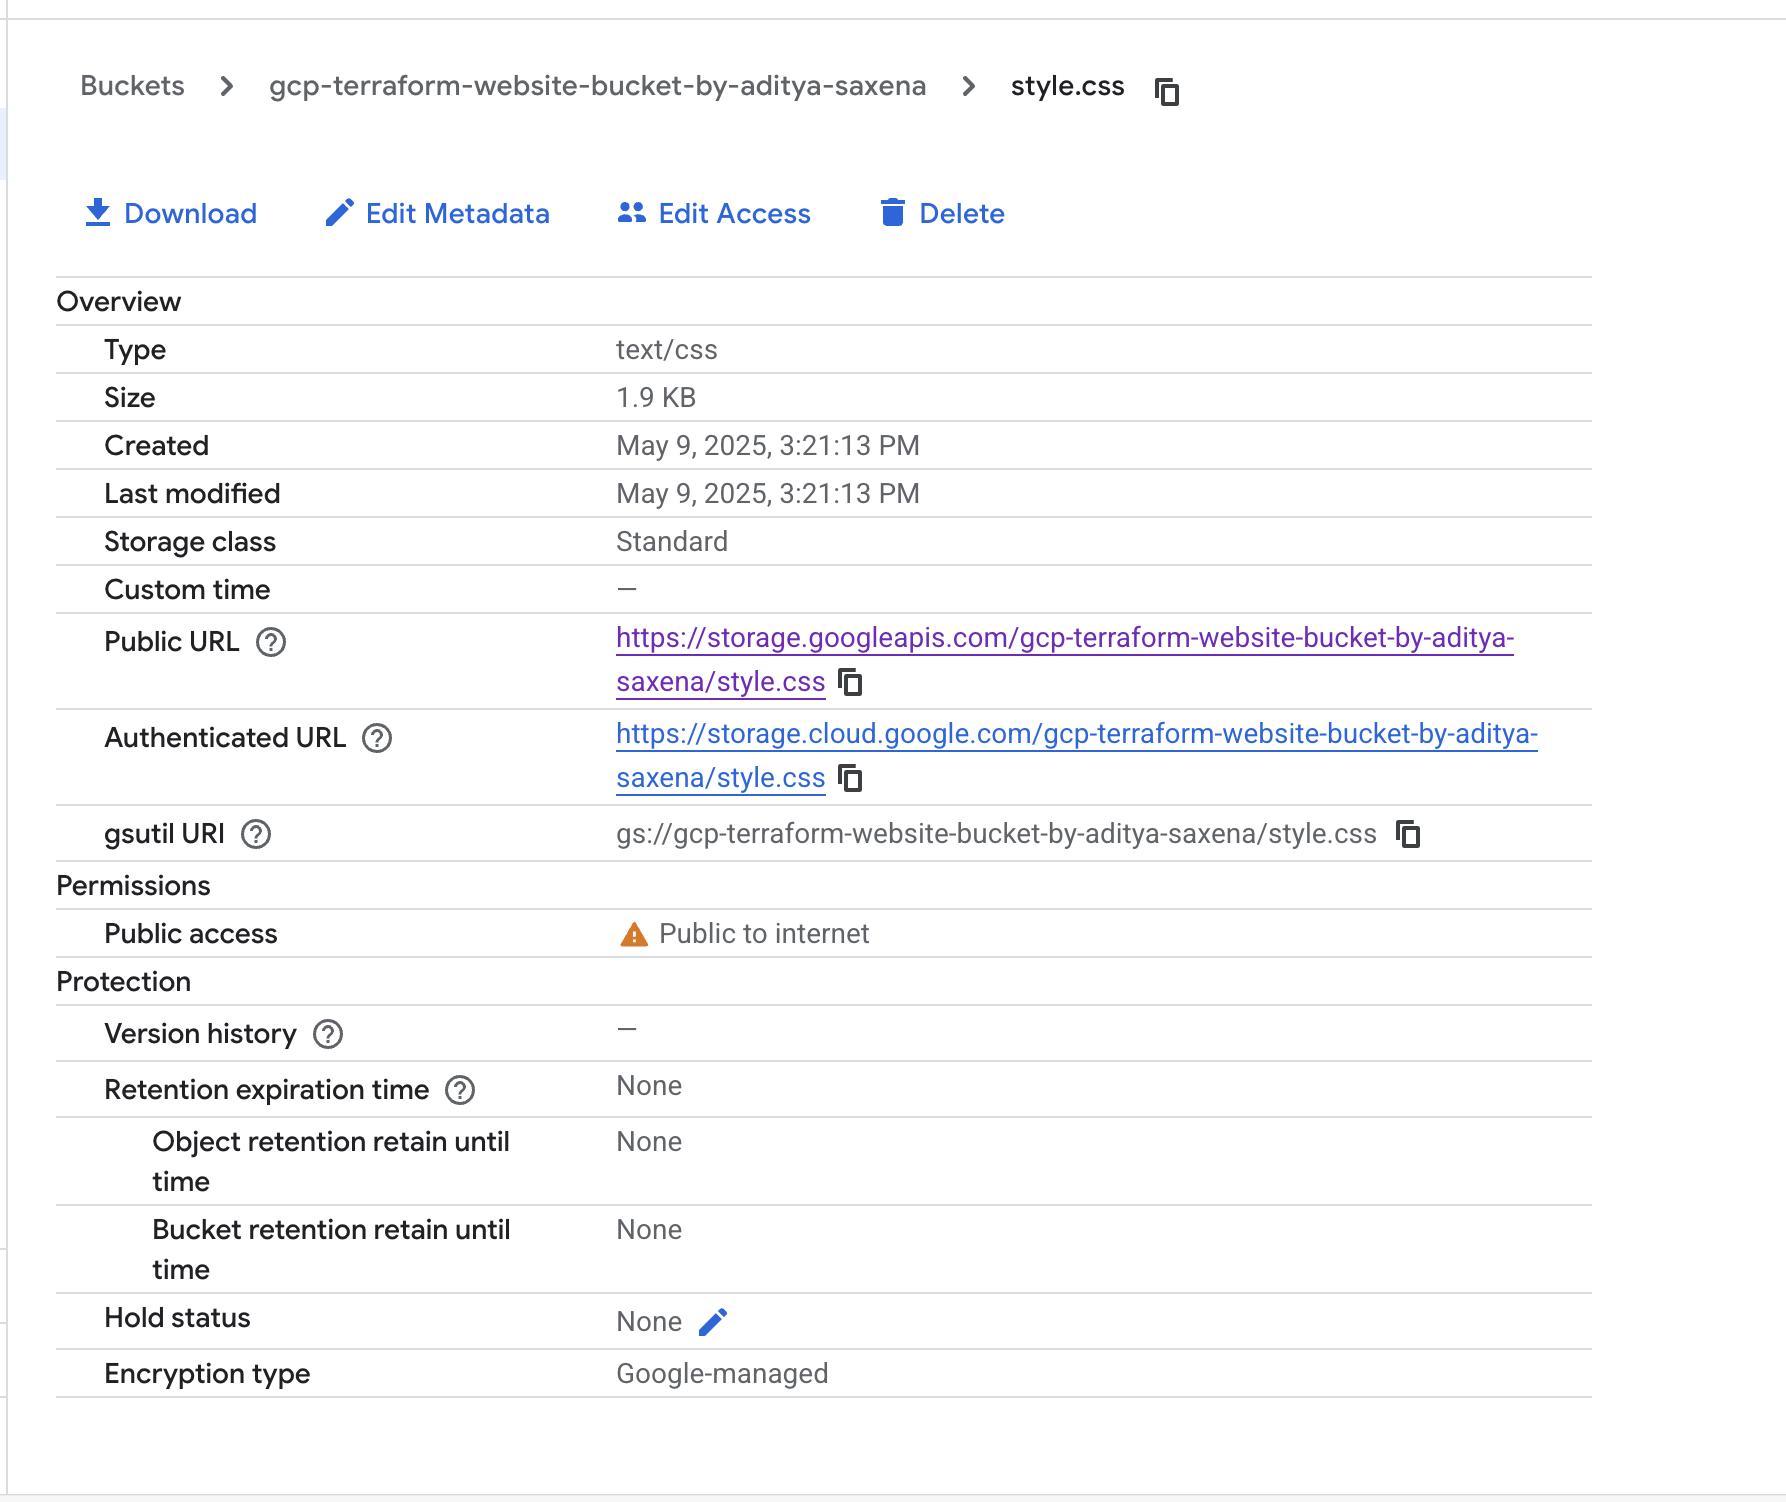 Buckets > gcp-terraform-website-bucket-by-aditya-saxena > style.css
Download Edit Metadata Edit Access Delete
Overview
Type text/css
Size 1.9 KB
Created May 9, 2025, 3:21:13 PM
Last modified May 9, 2025, 3:21:13 PM
Storage class Standard
Custom time —
Public URL https://storage.googleapis.com/gcp-terraform-website-bucket-by-aditya-
saxena/style.css
Authenticated URL https://storage.cloud.google.com/gcp-terraform-website-bucket-by-aditya-
saxena/style.css
gsutil URI gs://gcp-terraform-website-bucket-by-aditya-saxena/style.css
Permissions
Public access Public to internet
Protection
Version history —
Retention expiration time None
Object retention retain until None
time
Bucket retention retain until None
time
Hold status None
Encryption type Google-managed